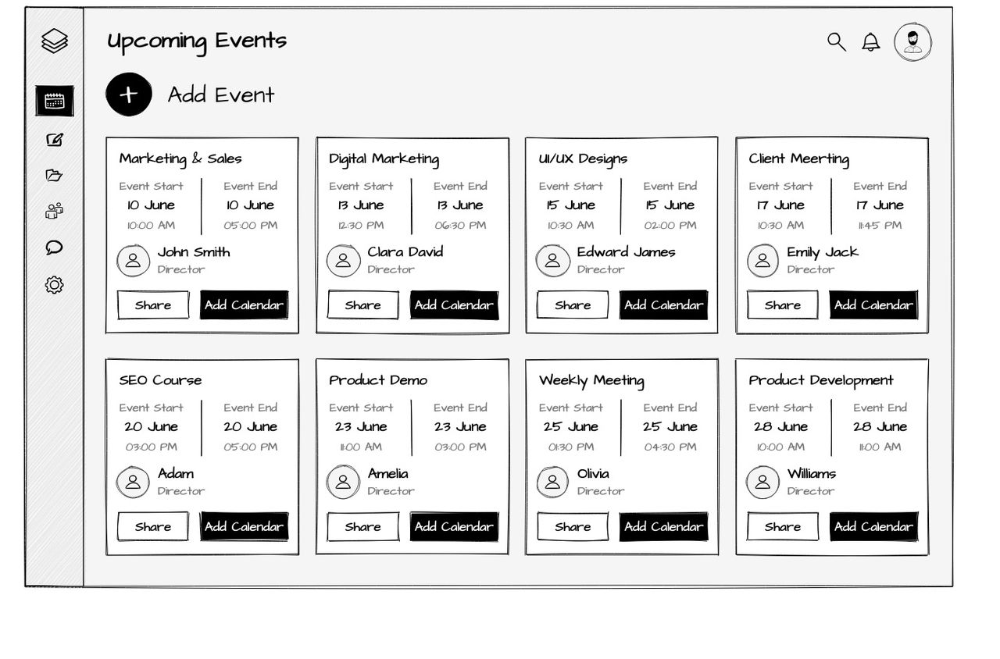 Upcoming Events
Add Event
Marketing & Sales
Event Start
Event End
10 June
10 June
10:00 AM
05:00 PM
John Smith
Director
Share
Add Calendar
Digital Marketing
Event Start
Event End
13 June
13 June
12:30 PM
06:30 PM
Clara David
Director
Share
Add Calendar
UI/UX Designs
Event Start
Event End
15 June
15 June
10:30 AM
02:00 PM
Edward James
Director
Share
Add Calendar
Client Meerting
Event Start
Event End
17 June
17 June
10:30 AM
11:45 PM
Emily Jack
Director
Share
Add Calendar
SEO Course
Event Start
Event End
20 June
20 June
03:00 PM
05:00 PM
Adam
Director
Share
Add Calendar
Product Demo
Event Start
Event End
23 June
23 June
11:00 AM
03:00 PM
Amelia
Director
Share
Add Calendar
Weekly Meeting
Event Start
Event End
25 June
25 June
01:30 PM
04:30 PM
Olivia
Director
Share
Add Calendar
Product Development
Event Start
Event End
28 June
28 June
10:00 AM
11:00 AM
Williams
Director
Share
Add Calendar